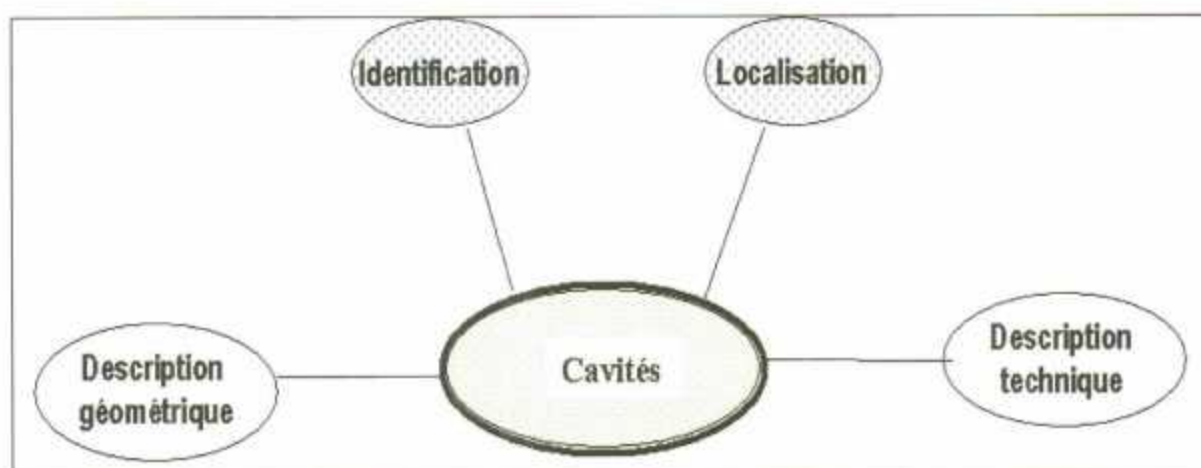 Identification
Localisation
Description
géométrique
Cavités
Description
technique